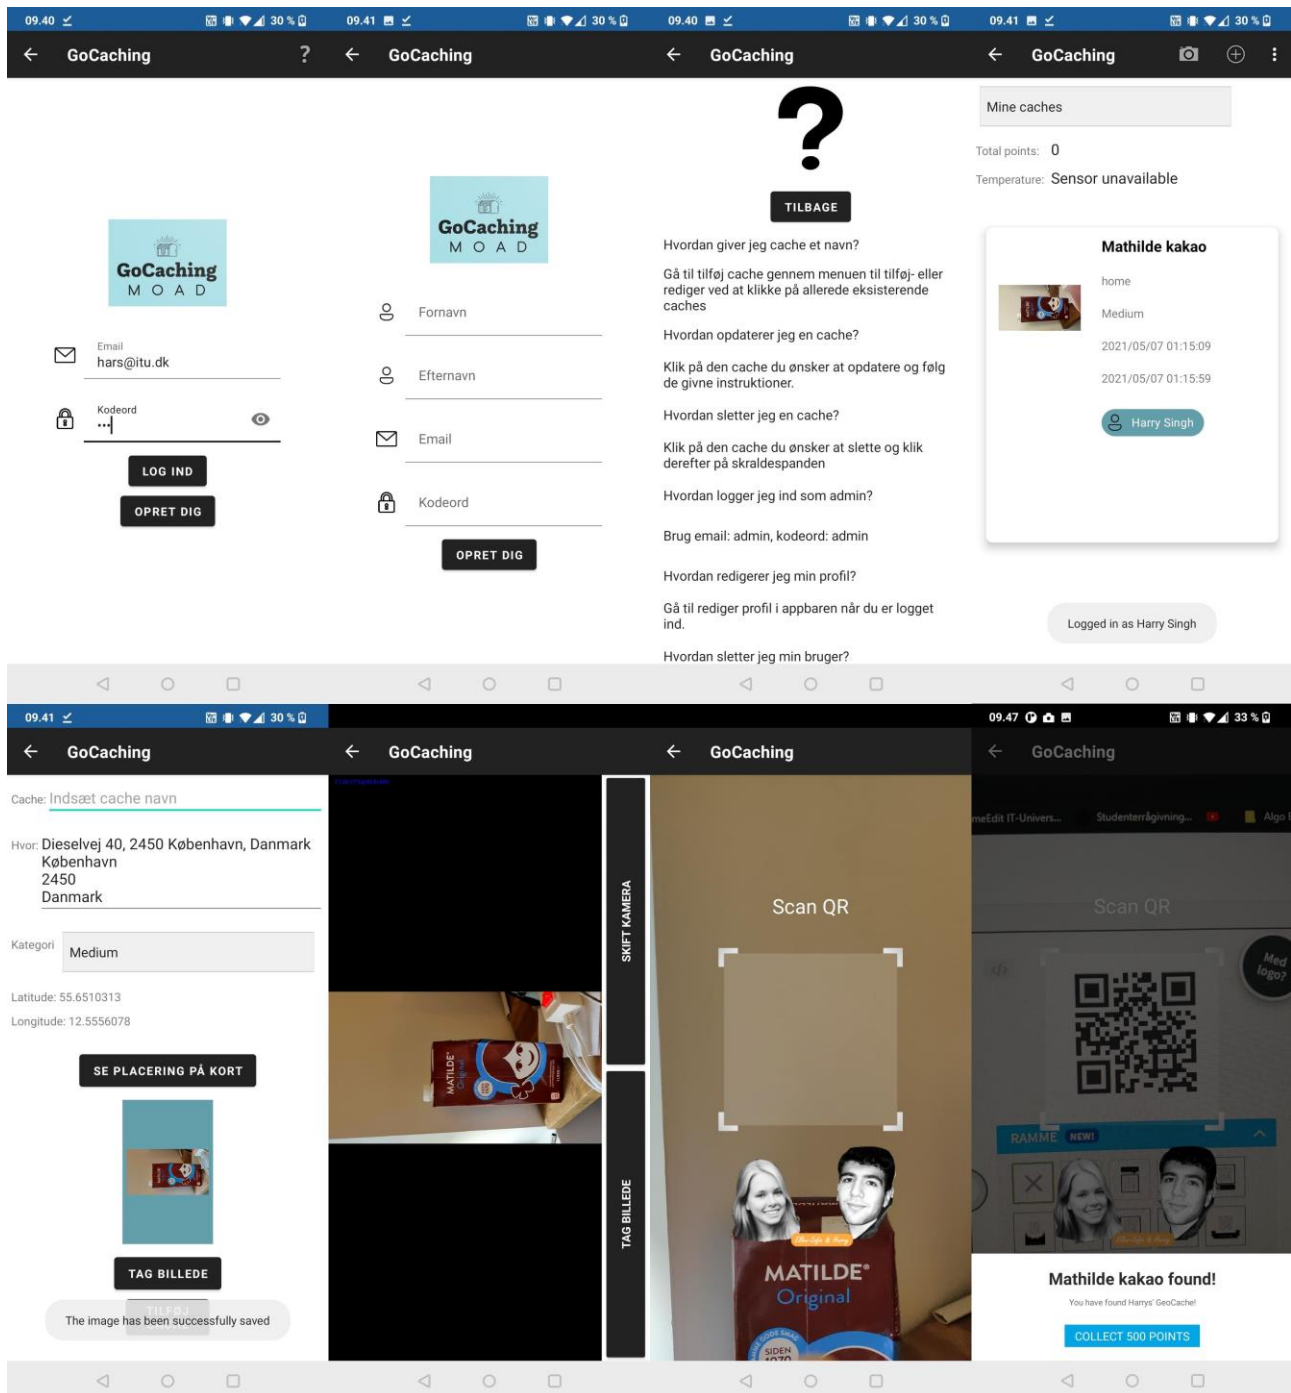 09.40
30 %
GoCaching
?
GoCaching
MOAD
Email
hars@itu.dk
Kodeord
•••
LOG IND
OPRET DIG
09.41
30 %
GoCaching
GoCaching
MOAD
Fornavn
Efternavn
Email
Kodeord
OPRET DIG
09.40
30 %
GoCaching
?
TILBAGE
Hvordan giver jeg cache et navn?
Gå til tilføj cache gennem menuen til tilføj- eller
rediger ved at klikke på allerede eksisterende
caches
Hvordan opdaterer jeg en cache?
Klik på den cache du ønsker at opdatere og følg
de givne instruktioner.
Hvordan sletter jeg en cache?
Klik på den cache du ønsker at slette og klik
derefter på skraldespanden
Hvordan logger jeg ind som admin?
Brug email: admin, kodeord: admin
Hvordan redigerer jeg min profil?
Gå til rediger profil i appbaren når du er logget
ind.
Hvordan sletter jeg min bruger?
09.41
30 %
GoCaching
Mine caches
Total points: 0
Temperature: Sensor unavailable
Mathilde kakao
home
Medium
2021/05/07 01:15:09
2021/05/07 01:15:59
Harry Singh
Logged in as Harry Singh
09.41
30 %
GoCaching
Cache: Indsæt cache navn
Hvor: Dieselvej 40, 2450 København, Danmark
København
2450
Danmark
Kategori Medium
Latitude: 55.6510313
Longitude: 12.5556078
SE PLACERING PÅ KORT
TAG BILLEDE
TILFØJ
The image has been successfully saved
GoCaching
SKIFT KAMERA
TAG BILLEDE
MATILDE
Original
GoCaching
Scan QR
MATILDE
Original
SIDEN
09.47
33 %
GoCaching
meEdit IT-Univers...
Studenterrågivning...
Algo
Scan QR
Med
logo?
RAMME NEW!
Mathilde kakao found!
You have found Harrys' GeoCache!
COLLECT 500 POINTS